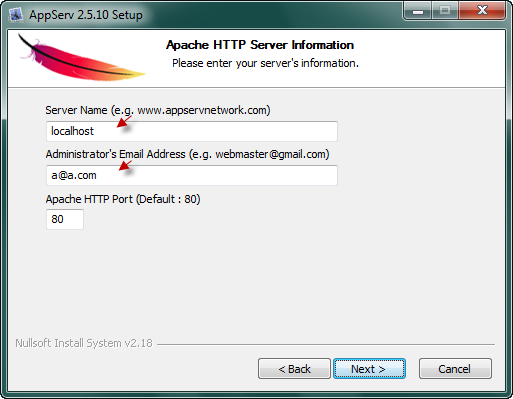 AppServ 2.5.10 Setup
Apache HTTP Server Information
Please enter your server's information.
Server Name (e.g. www.appservnetwork.com)
localhost
Administrator's Email Address (e.g. webmaster@gmail.com)
a@a.com
Apache HTTP Port (Default : 80)
80
Nullsoft Install System v2.18
< Back Next > Cancel